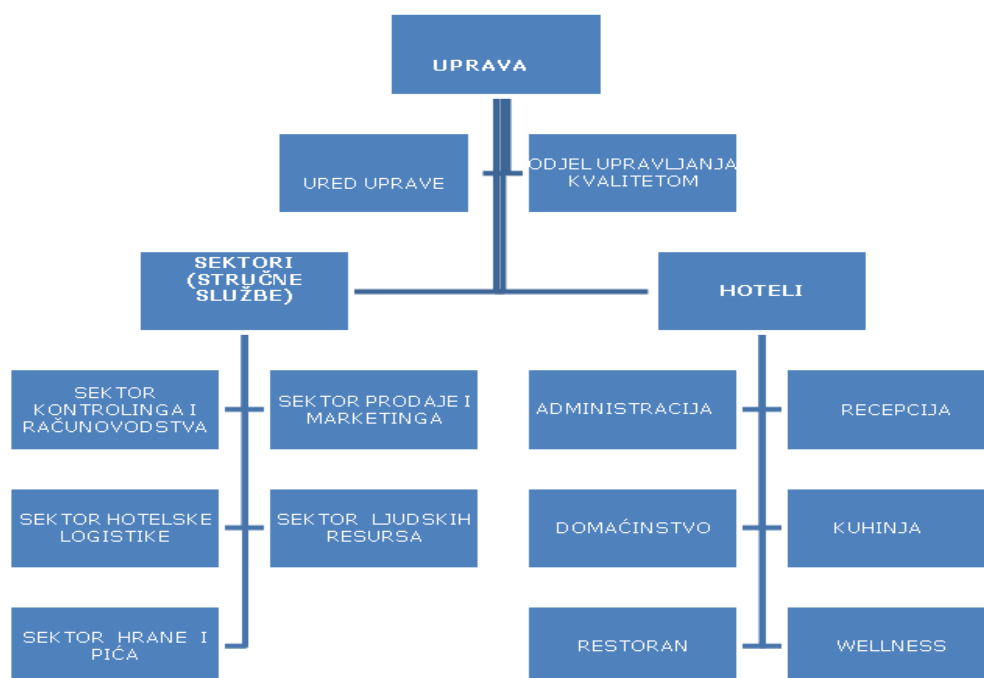 UPRAVA
URED UPRAVE
ODJEL UPRAVLJANJA
KVALITETOM
SEKTORI
(STRUČNE
SLUŽBE)
HOTELI
SEKTOR
KONTROLINGA I
RAČUNOVODSTVA
SEKTOR PRODAJE I
MARKETINGA
ADMINISTRACIJA
RECEPCIJA
SEKTOR HOTELSKE
LOGISTIKE
SEKTOR LJUDSKIH
RESURSA
DOMAĆINSTVO
KUHINJA
SEKTOR HRANE I
PIĆA
RESTORAN
WELLNESS